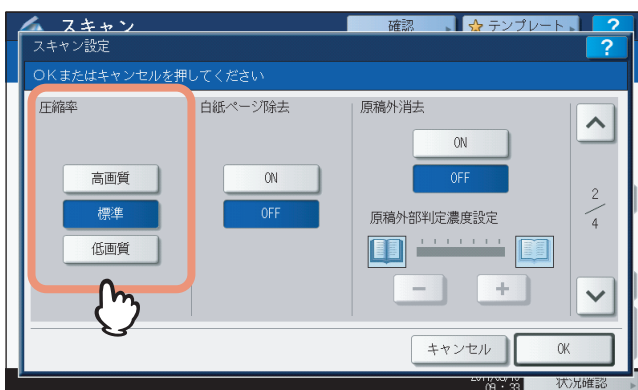 スキャン
確認
テンプレート
?
スキャン設定
?
OKまたはキャンセルを押してください
圧縮率
白紙ページ除去
原稿外消去
高画質
標準
低画質
ON
OFF
ON
OFF
原稿外部判定濃度設定
-
+
2
4
キャンセル
OK
09:33
状況確認